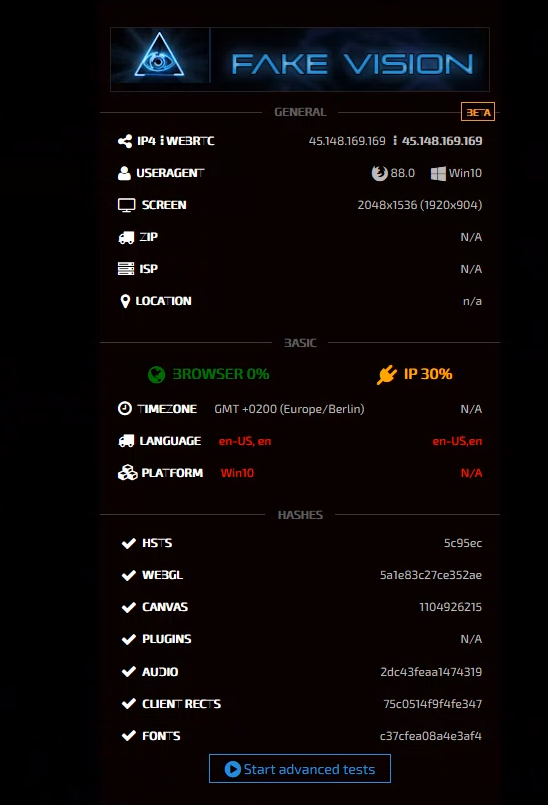 FAKE VISION
GENERAL BETA
IP4 ⁝ WEBRTC 45.148.169.169 ⁝ 45.148.169.169
USERAGENT 88.0 Win10
SCREEN 2048x1536 (1920x904)
ZIP N/A
ISP N/A
LOCATION n/a
BASIC
BROWSER 0% IP 30%
TIMEZONE GMT +0200 (Europe/Berlin) N/A
LANGUAGE en-US, en en-US,en
PLATFORM Win10 N/A
HASHES
HSTS 5c95ec
WEBGL 5a1e83c27ce352ae
CANVAS 1104926215
PLUGINS N/A
AUDIO 2dc43feaa1474319
CLIENT RECTS 75c0514f9f4fe347
FONTS c37cfea08a4e3af4
Start advanced tests